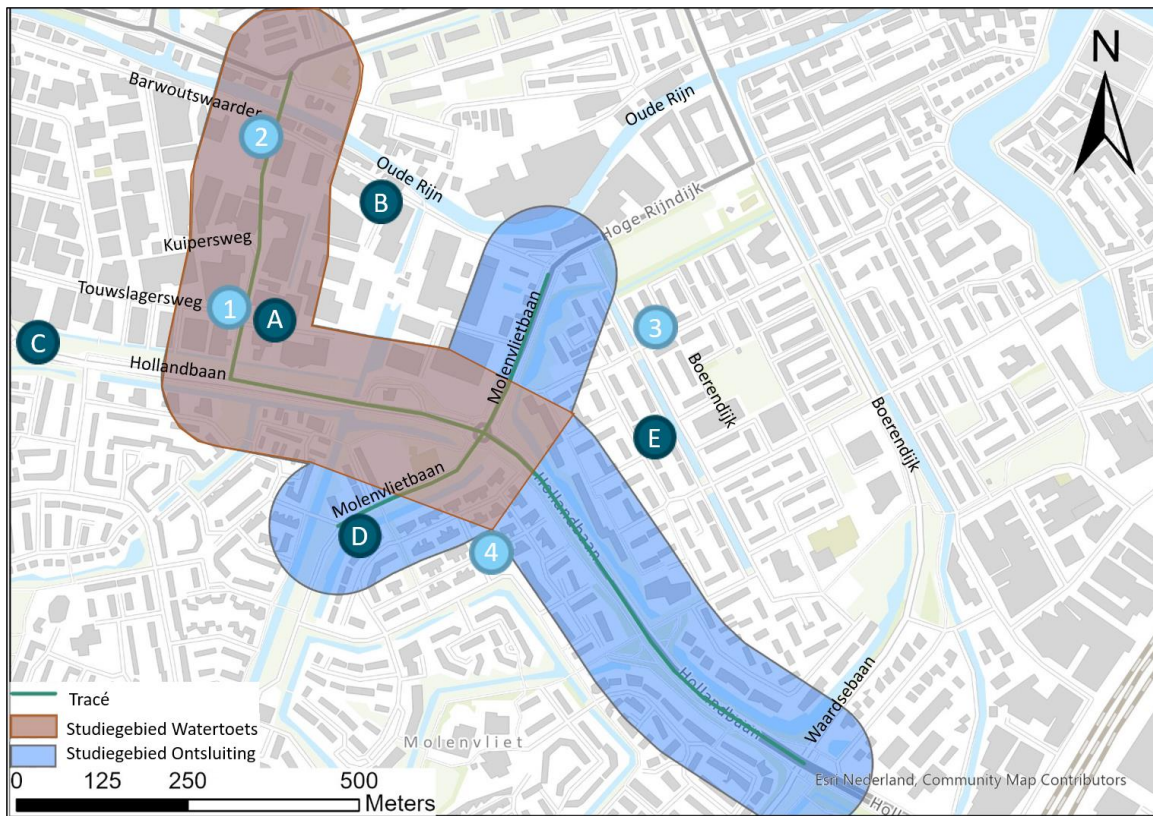 N
Barwoutswaarder
2
Oude Rijn
Oude Rijn
B
Hoge Rijndijk
Kuipersweg
Touwslagersweg
1
A
Molenvlietbaan
3
C
Hollandbaan
Boerendijk
Boerendijk
E
Molenvlietbaan
Hollandbaan
D
4
Hollandbaan
Waardsebaan
Molenvliet
Tracé
Studiegebied Watertoets
Studiegebied Ontsluiting
Esri Nederland, Community Map Contributors
0 125 250 500
Meters